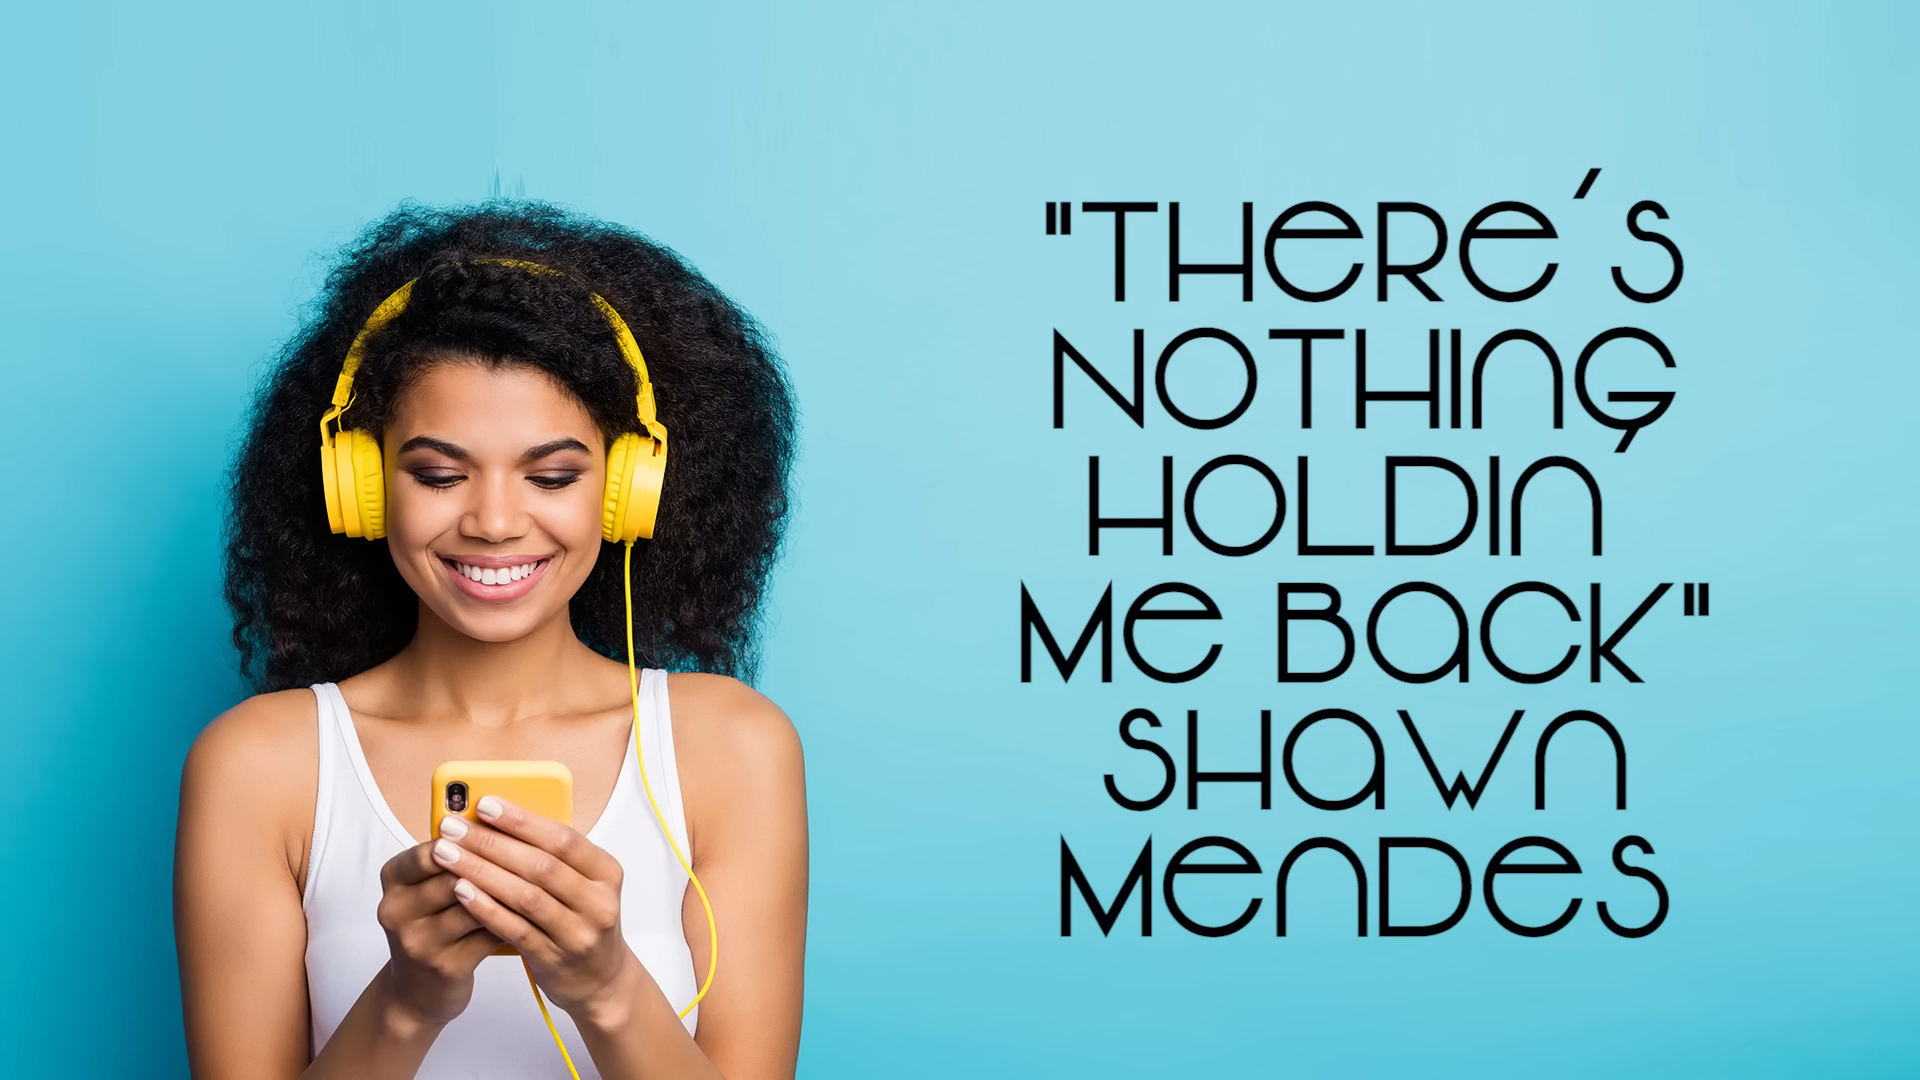 "THERE'S
NOTHING
HOLDIN'
ME BACK"
SHAWN
MENDES